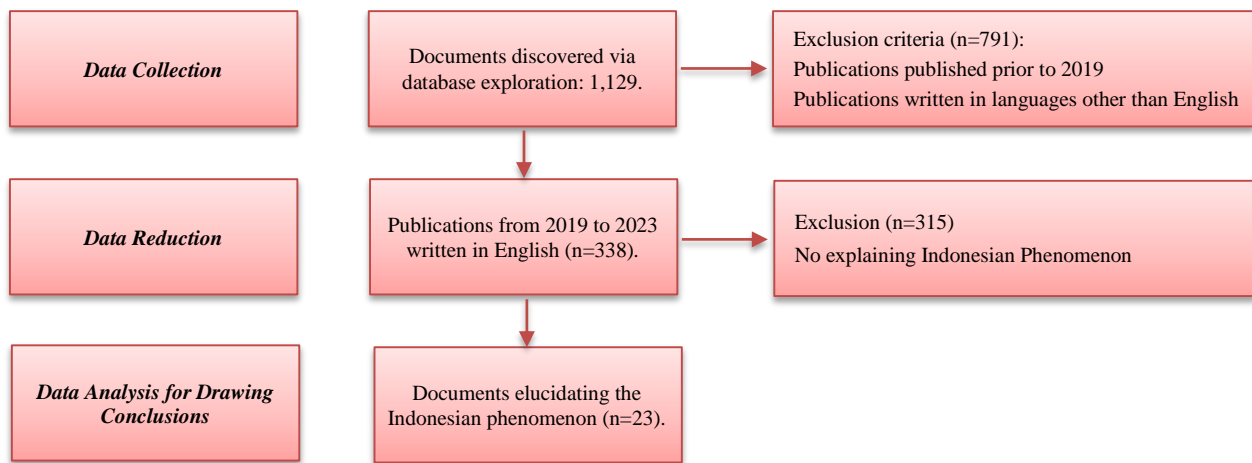 Data Collection
Documents discovered via
database exploration: 1,129.
Exclusion criteria (n=791):
Publications published prior to 2019
Publications written in languages other than English
Data Reduction
Publications from 2019 to 2023
written in English (n=338).
Exclusion (n=315)
No explaining Indonesian Phenomenon
Data Analysis for Drawing
Conclusions
Documents elucidating the
Indonesian phenomenon (n=23).